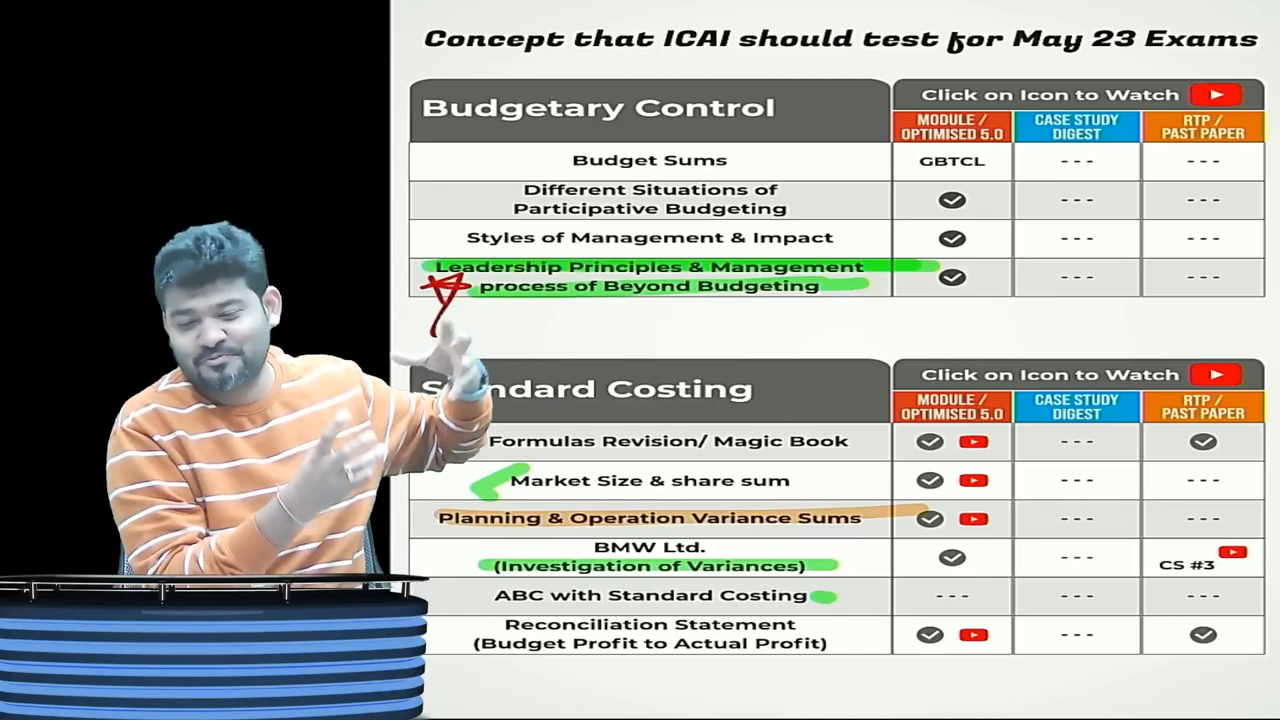 Concept that ICAI should test for May 23 Exams
Budgetary Control
Click on Icon to Watch
MODULE / OPTIMISED 5.0
CASE STUDY DIGEST
RTP / PAST PAPER
Budget Sums GBTCL - - - - - -
Different Situations of
Participative Budgeting - - - - - -
Styles of Management & Impact - - - - - -
Leadership Principles & Management
process of Beyond Budgeting - - - - - -
Standard Costing
Click on Icon to Watch
MODULE / OPTIMISED 5.0
CASE STUDY DIGEST
RTP / PAST PAPER
Formulas Revision/ Magic Book - - -
Market Size & share sum - - - - - -
Planning & Operation Variance Sums - - - - - -
BMW Ltd.
(Investigation of Variances) - - - CS #3
ABC with Standard Costing - - - - - - - - -
Reconciliation Statement
(Budget Profit to Actual Profit) - - -